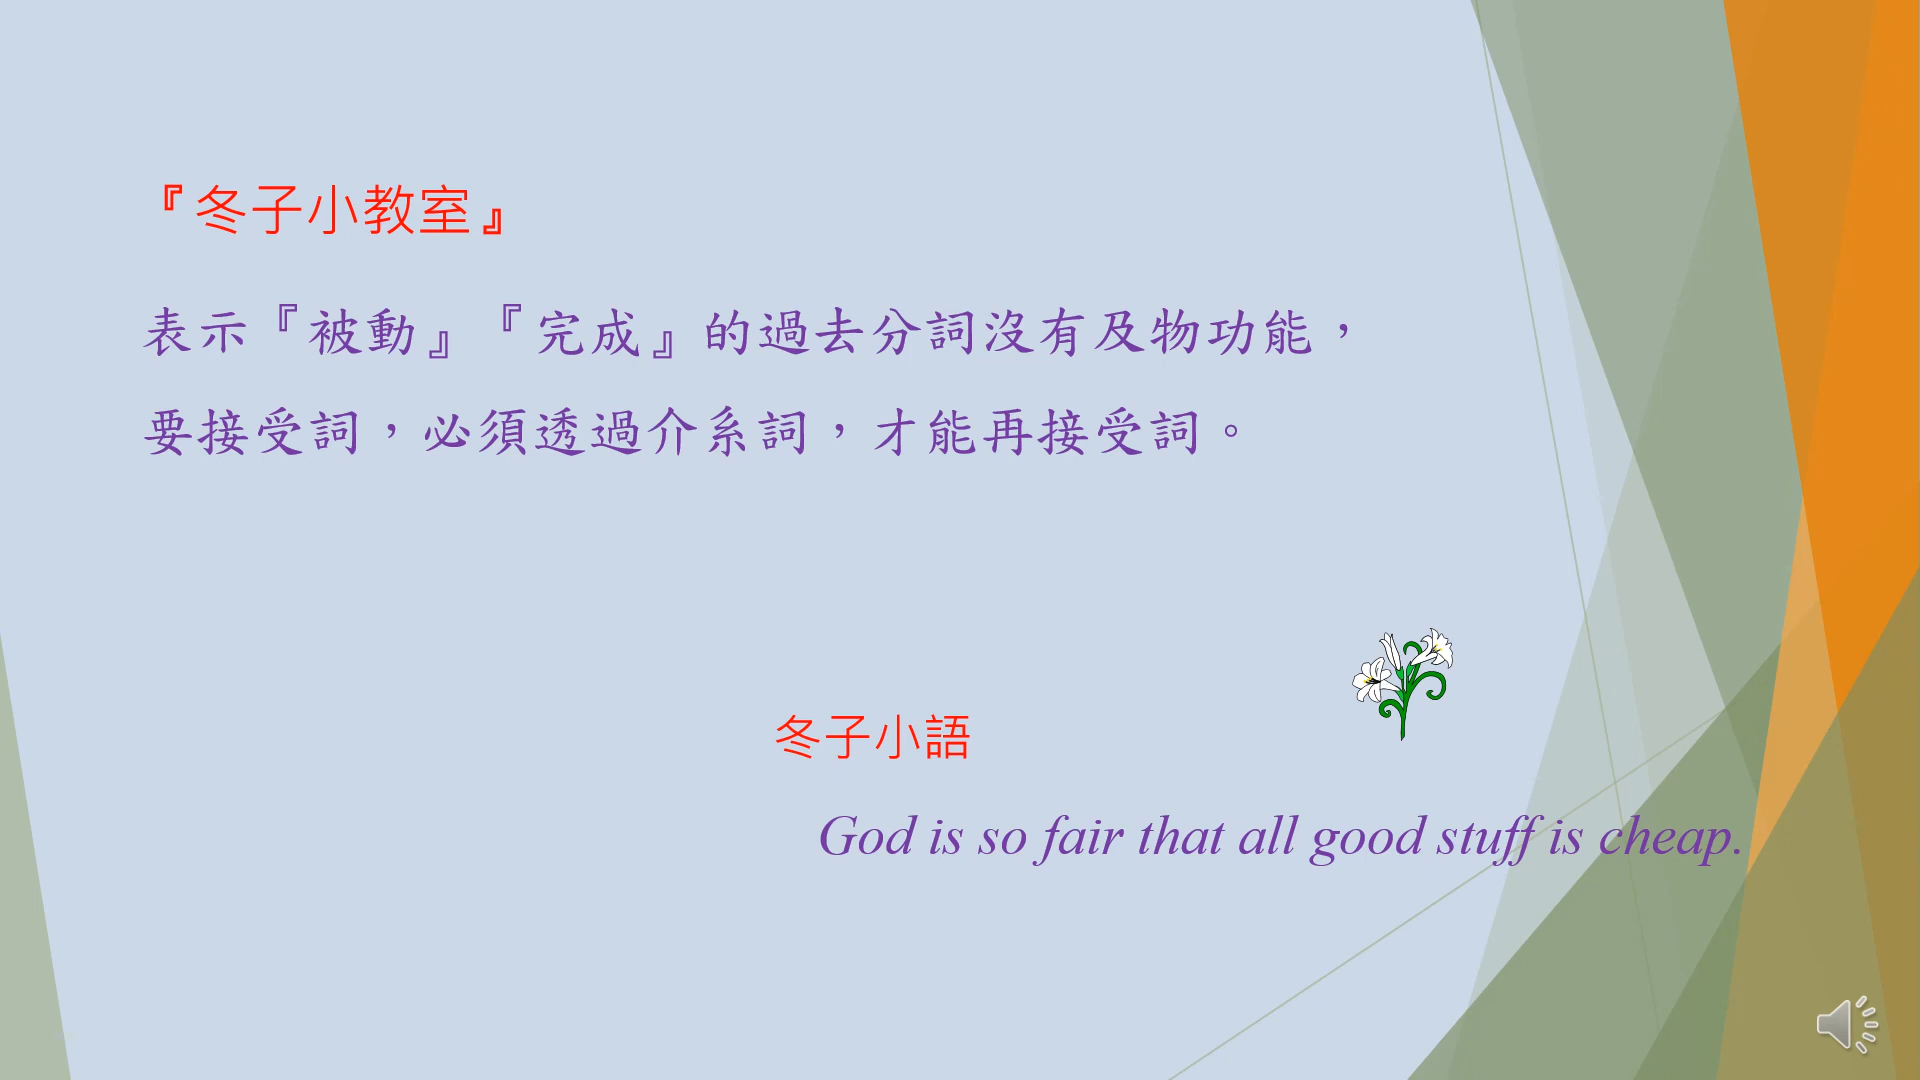 『冬子小教室』
表示『被動』『完成』的過去分詞沒有及物功能，
要接受詞，必須透過介系詞，才能再接受詞。
冬子小語
God is so fair that all good stuff is cheap.